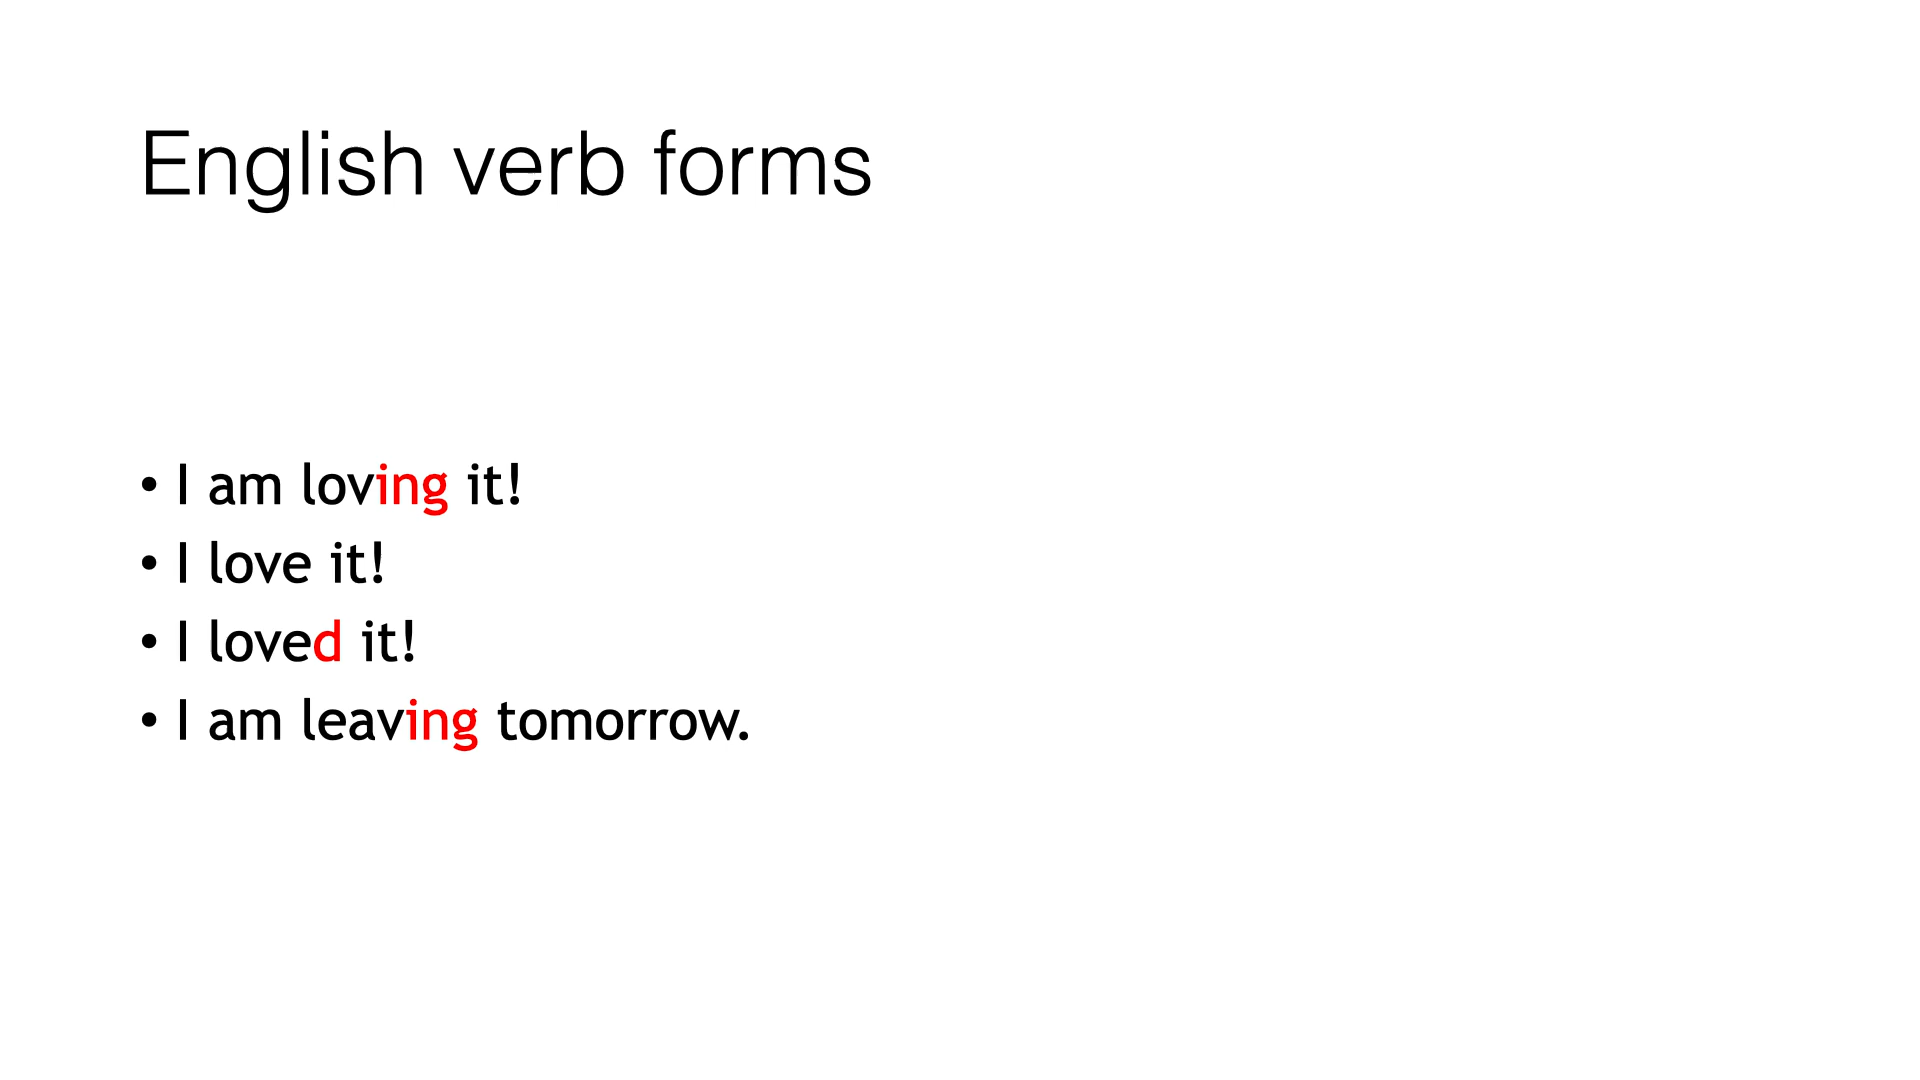 English verb forms
• I am loving it!
• I love it!
• I loved it!
• I am leaving tomorrow.